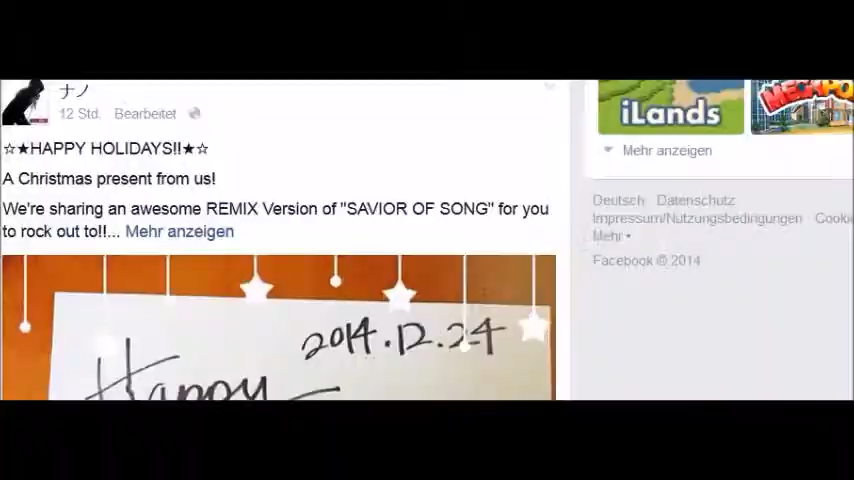 ナノ
12 Std. Bearbeitet
☆★HAPPY HOLIDAYS!!★☆
A Christmas present from us!
We're sharing an awesome REMIX Version of "SAVIOR OF SONG" for you
to rock out to!!... Mehr anzeigen
2014.12.24
Happy
iLands
Mehr anzeigen
Deutsch Datenschutz
Impressum/Nutzungsbedingungen
Mehr
Facebook © 2014